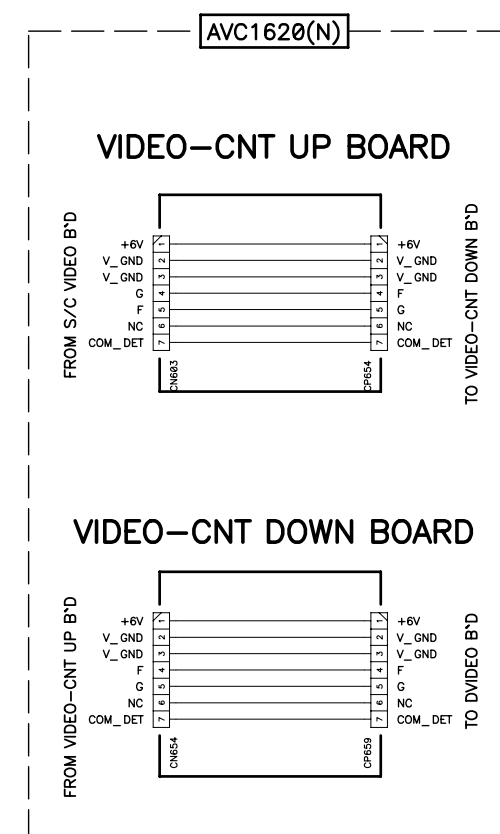 AVC1620(N)
VIDEO-CNT UP BOARD
FROM S/C VIDEO B'D
+6V 1 1 +6V
V_GND 2 2 V_GND
V_GND 3 3 V_GND
G 4 4 F
F 5 5 G
NC 6 6 NC
COM_DET 7 7 COM_DET
CN603 CP654
TO VIDEO-CNT DOWN B'D
VIDEO-CNT DOWN BOARD
FROM VIDEO-CNT UP B'D
+6V 1 1 +6V
V_GND 2 2 V_GND
V_GND 3 3 V_GND
F 4 4 F
G 5 5 G
NC 6 6 NC
COM_DET 7 7 COM_DET
CN654 CP659
TO DVIDEO B'D